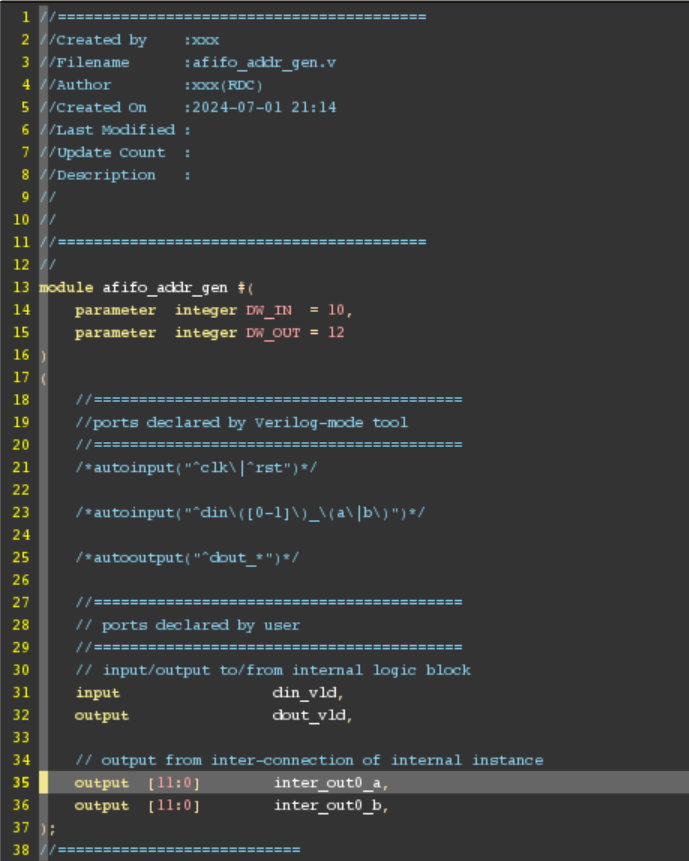 1 //=========================================
2 //Created by    :xxx
3 //Filename      :afifo_addr_gen.v
4 //Author        :xxx(RDC)
5 //Created On    :2024-07-01 21:14
6 //Last Modified :
7 //Update Count  :
8 //Description   :
9 //
10 //
11 //=========================================
12 //
13 module afifo_addr_gen #(
14     parameter  integer DW_IN  = 10,
15     parameter  integer DW_OUT = 12
16 )
17 (
18     //=========================================
19     //ports declared by Verilog-mode tool
20     //=========================================
21     /*autoinput("^clk\|^rst")*/
22
23     /*autoinput("^din\([0-1]\)_\(a\|b\)")*/
24
25     /*autooutput("^dout_*")*/
26
27     //=========================================
28     // ports declared by user
29     //=========================================
30     // input/output to/from internal logic block
31     input                 din_vld,
32     output                dout_vld,
33
34     // output from inter-connection of internal instance
35     output  [11:0]        inter_out0_a,
36     output  [11:0]        inter_out0_b,
37 );
38 //===========================